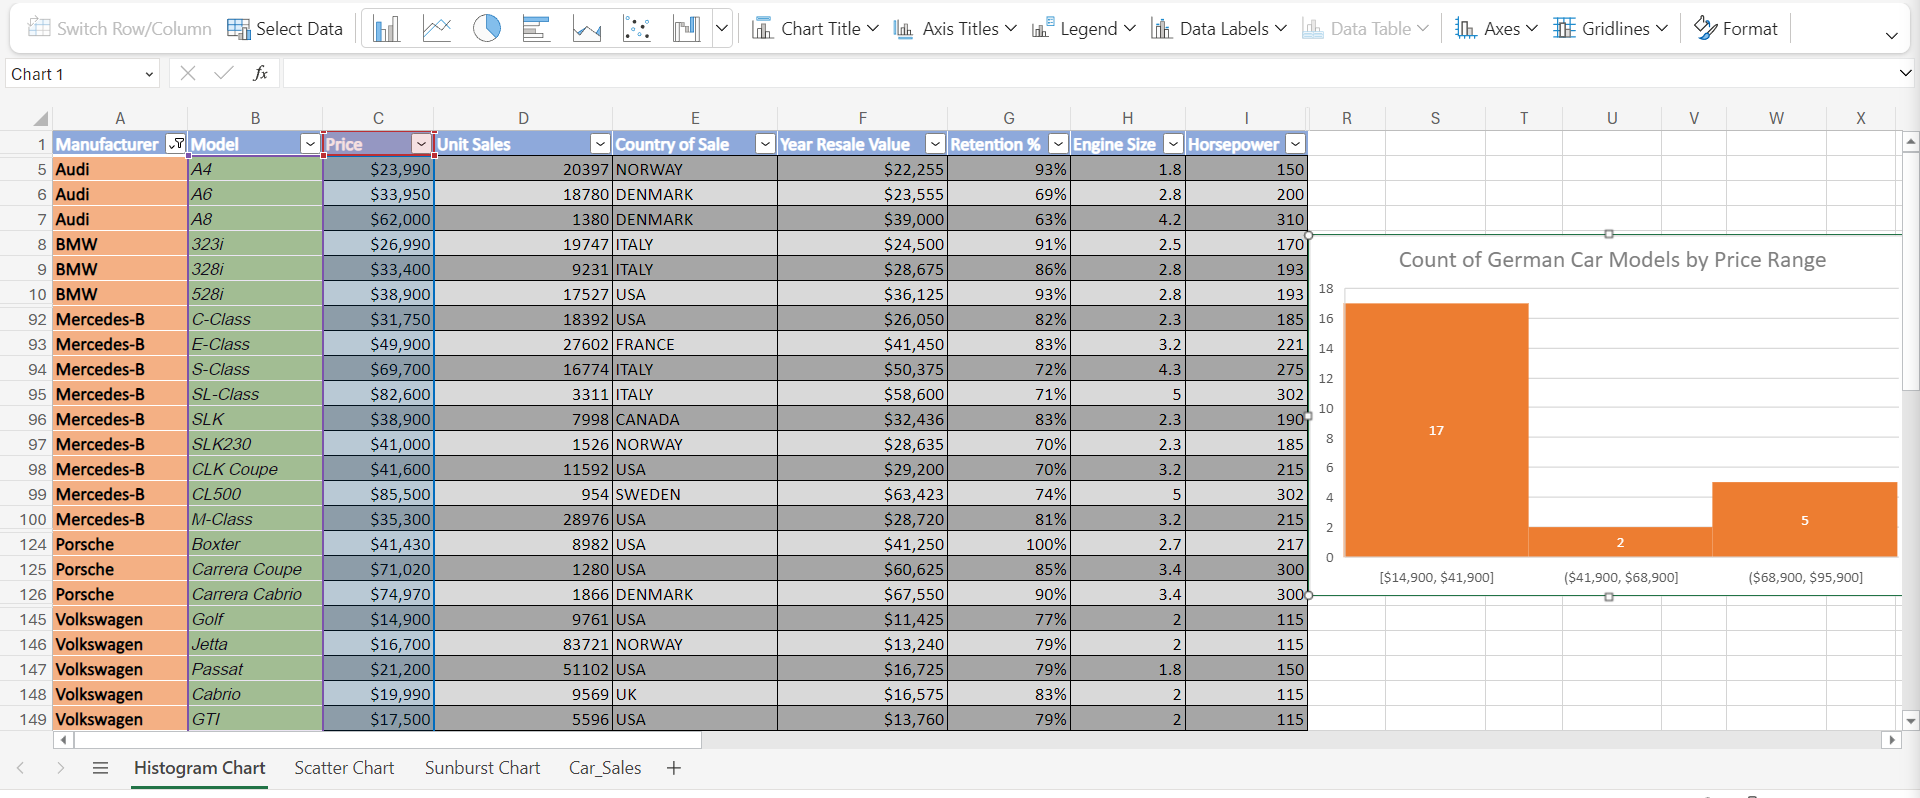 Switch Row/Column Select Data Chart Title Axis Titles Legend Data Labels Data Table Axes Gridlines Format
Chart 1 fx
A B C D E F G H I R S T U V W X
1 Manufacturer Model Price Unit Sales Country of Sale Year Resale Value Retention % Engine Size Horsepower
5 Audi A4 $23,990 20397 NORWAY $22,255 93% 1.8 150
6 Audi A6 $33,950 18780 DENMARK $23,555 69% 2.8 200
7 Audi A8 $62,000 1380 DENMARK $39,000 63% 4.2 310
8 BMW 323i $26,990 19747 ITALY $24,500 91% 2.5 170
9 BMW 328i $33,400 9231 ITALY $28,675 86% 2.8 193
10 BMW 528i $38,900 17527 USA $36,125 93% 2.8 193
92 Mercedes-B C-Class $31,750 18392 USA $26,050 82% 2.3 185
93 Mercedes-B E-Class $49,900 27602 FRANCE $41,450 83% 3.2 221
94 Mercedes-B S-Class $69,700 16774 ITALY $50,375 72% 4.3 275
95 Mercedes-B SL-Class $82,600 3311 ITALY $58,600 71% 5 302
96 Mercedes-B SLK $38,900 7998 CANADA $32,436 83% 2.3 190
97 Mercedes-B SLK230 $41,000 1526 NORWAY $28,635 70% 2.3 185
98 Mercedes-B CLK Coupe $41,600 11592 USA $29,200 70% 3.2 215
99 Mercedes-B CL500 $85,500 954 SWEDEN $63,423 74% 5 302
100 Mercedes-B M-Class $35,300 28976 USA $28,720 81% 3.2 215
124 Porsche Boxter $41,430 8982 USA $41,250 100% 2.7 217
125 Porsche Carrera Coupe $71,020 1280 USA $60,625 85% 3.4 300
126 Porsche Carrera Cabrio $74,970 1866 DENMARK $67,550 90% 3.4 300
145 Volkswagen Golf $14,900 9761 USA $11,425 77% 2 115
146 Volkswagen Jetta $16,700 83721 NORWAY $13,240 79% 2 115
147 Volkswagen Passat $21,200 51102 USA $16,725 79% 1.8 150
148 Volkswagen Cabrio $19,990 9569 UK $16,575 83% 2 115
149 Volkswagen GTI $17,500 5596 USA $13,760 79% 2 115
Count of German Car Models by Price Range
18
16
14
12
10
8
6
4
2
0
17
2
5
[$14,900, $41,900] ($41,900, $68,900] ($68,900, $95,900]
Histogram Chart Scatter Chart Sunburst Chart Car_Sales +